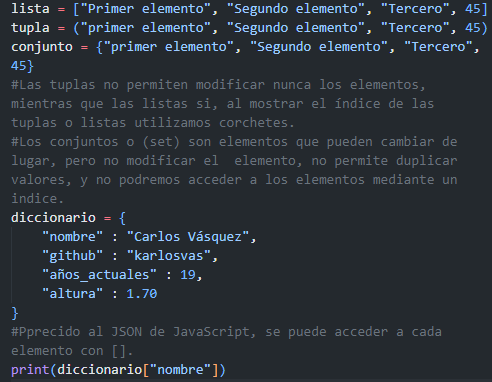 lista = ["Primer elemento", "Segundo elemento", "Tercero", 45]
tupla = ("primer elemento", "Segundo elemento", "Tercero", 45)
conjunto = {"primer elemento", "Segundo elemento", "Tercero",
45}
#Las tuplas no permiten modificar nunca los elementos,
mientras que las listas si, al mostrar el índice de las
tuplas o listas utilizamos corchetes.
#Los conjuntos o (set) son elementos que pueden cambiar de
lugar, pero no modificar el  elemento, no permite duplicar
valores, y no podremos acceder a los elementos mediante un
indice.
diccionario = {
    "nombre" : "Carlos Vásquez",
    "github" : "karlosvas",
    "años_actuales" : 19,
    "altura" : 1.70
}
#Pprecido al JSON de JavaScript, se puede acceder a cada
elemento con [].
print(diccionario["nombre"])